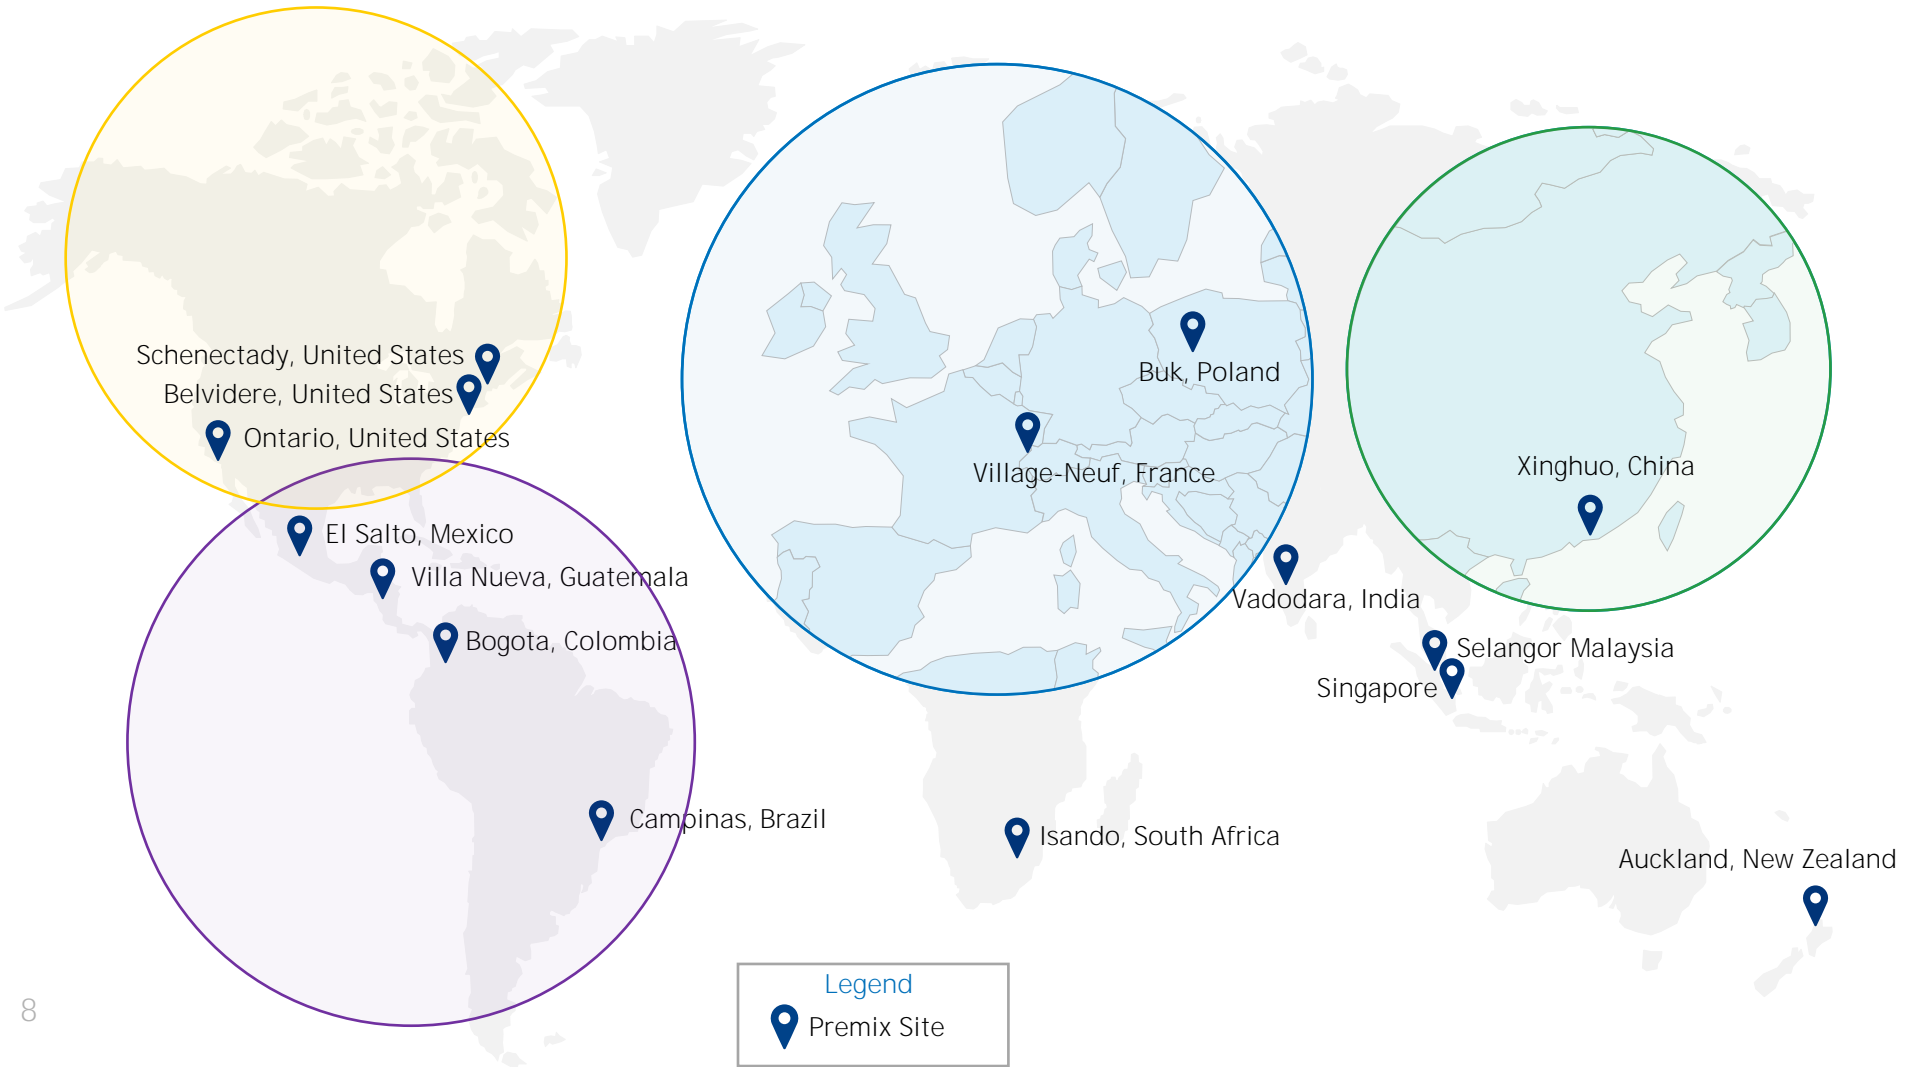 Schenectady, United States
Belvidere, United States
Ontario, United States
El Salto, Mexico
Villa Nueva, Guatemala
Bogota, Colombia
Campinas, Brazil
Buk, Poland
Village-Neuf, France
Xinghuo, China
Vadodara, India
Selangor Malaysia
Singapore
Isando, South Africa
Auckland, New Zealand
Legend
Premix Site
8